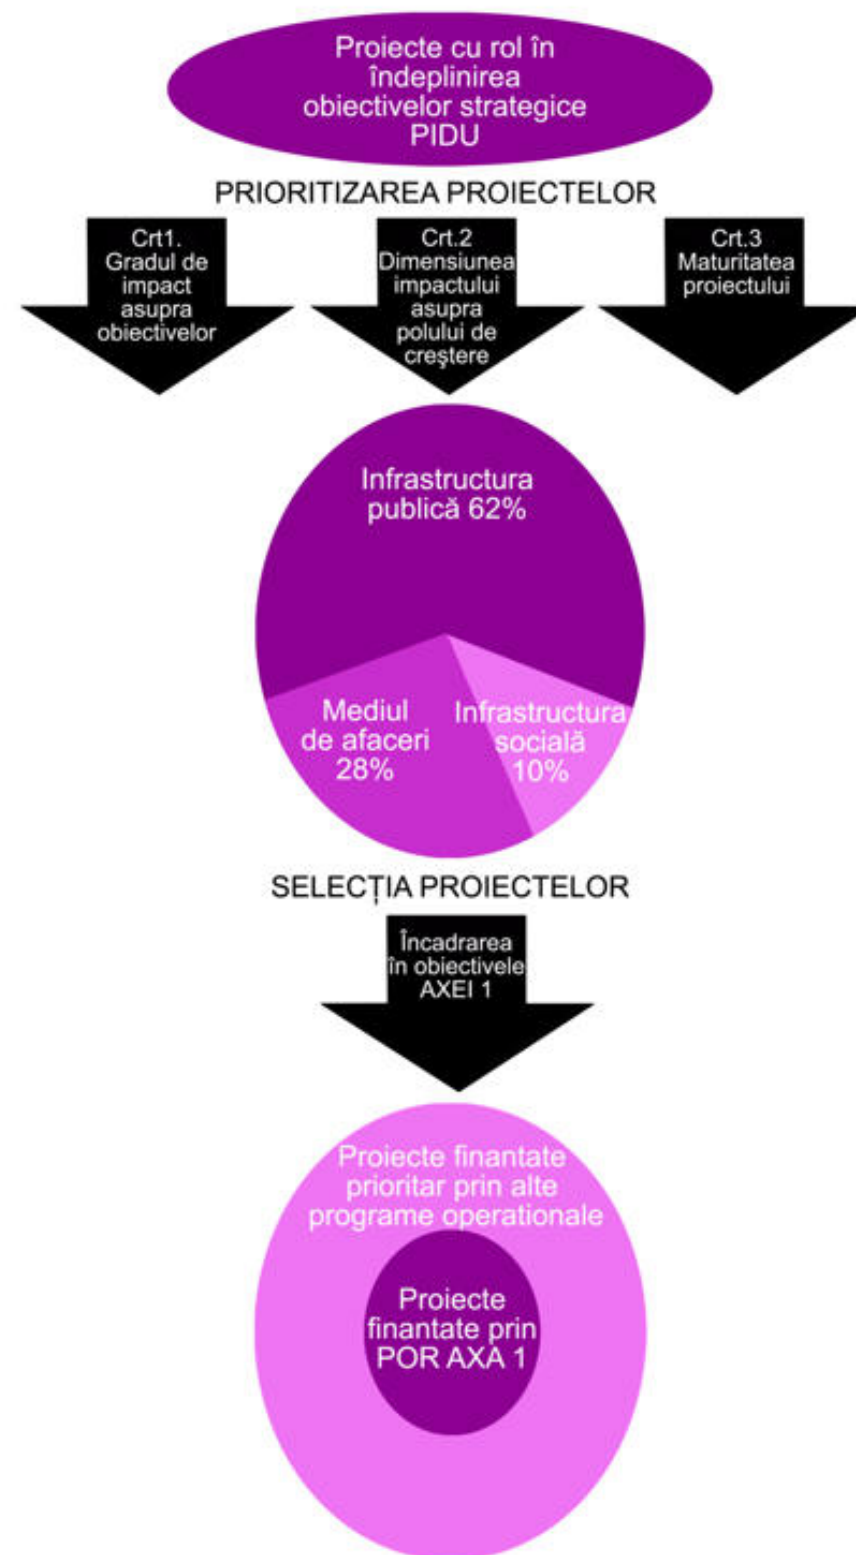 Proiecte cu rol în
îndeplinirea
obiectivelor strategice
PIDU
PRIORITIZAREA PROIECTELOR
Crt1.
Gradul de
impact
asupra
obiectivelor
Crt.2
Dimensiunea
impactului
asupra
polului de
creştere
Crt.3
Maturitatea
proiectului
Infrastructura
publică 62%
Mediul
de afaceri
28%
Infrastructura
socială
10%
SELECȚIA PROIECTELOR
Încadrarea
în obiectivele
AXEI 1
Proiecte finantate
prioritar prin alte
programe operationale
Proiecte
finantate prin
POR AXA 1